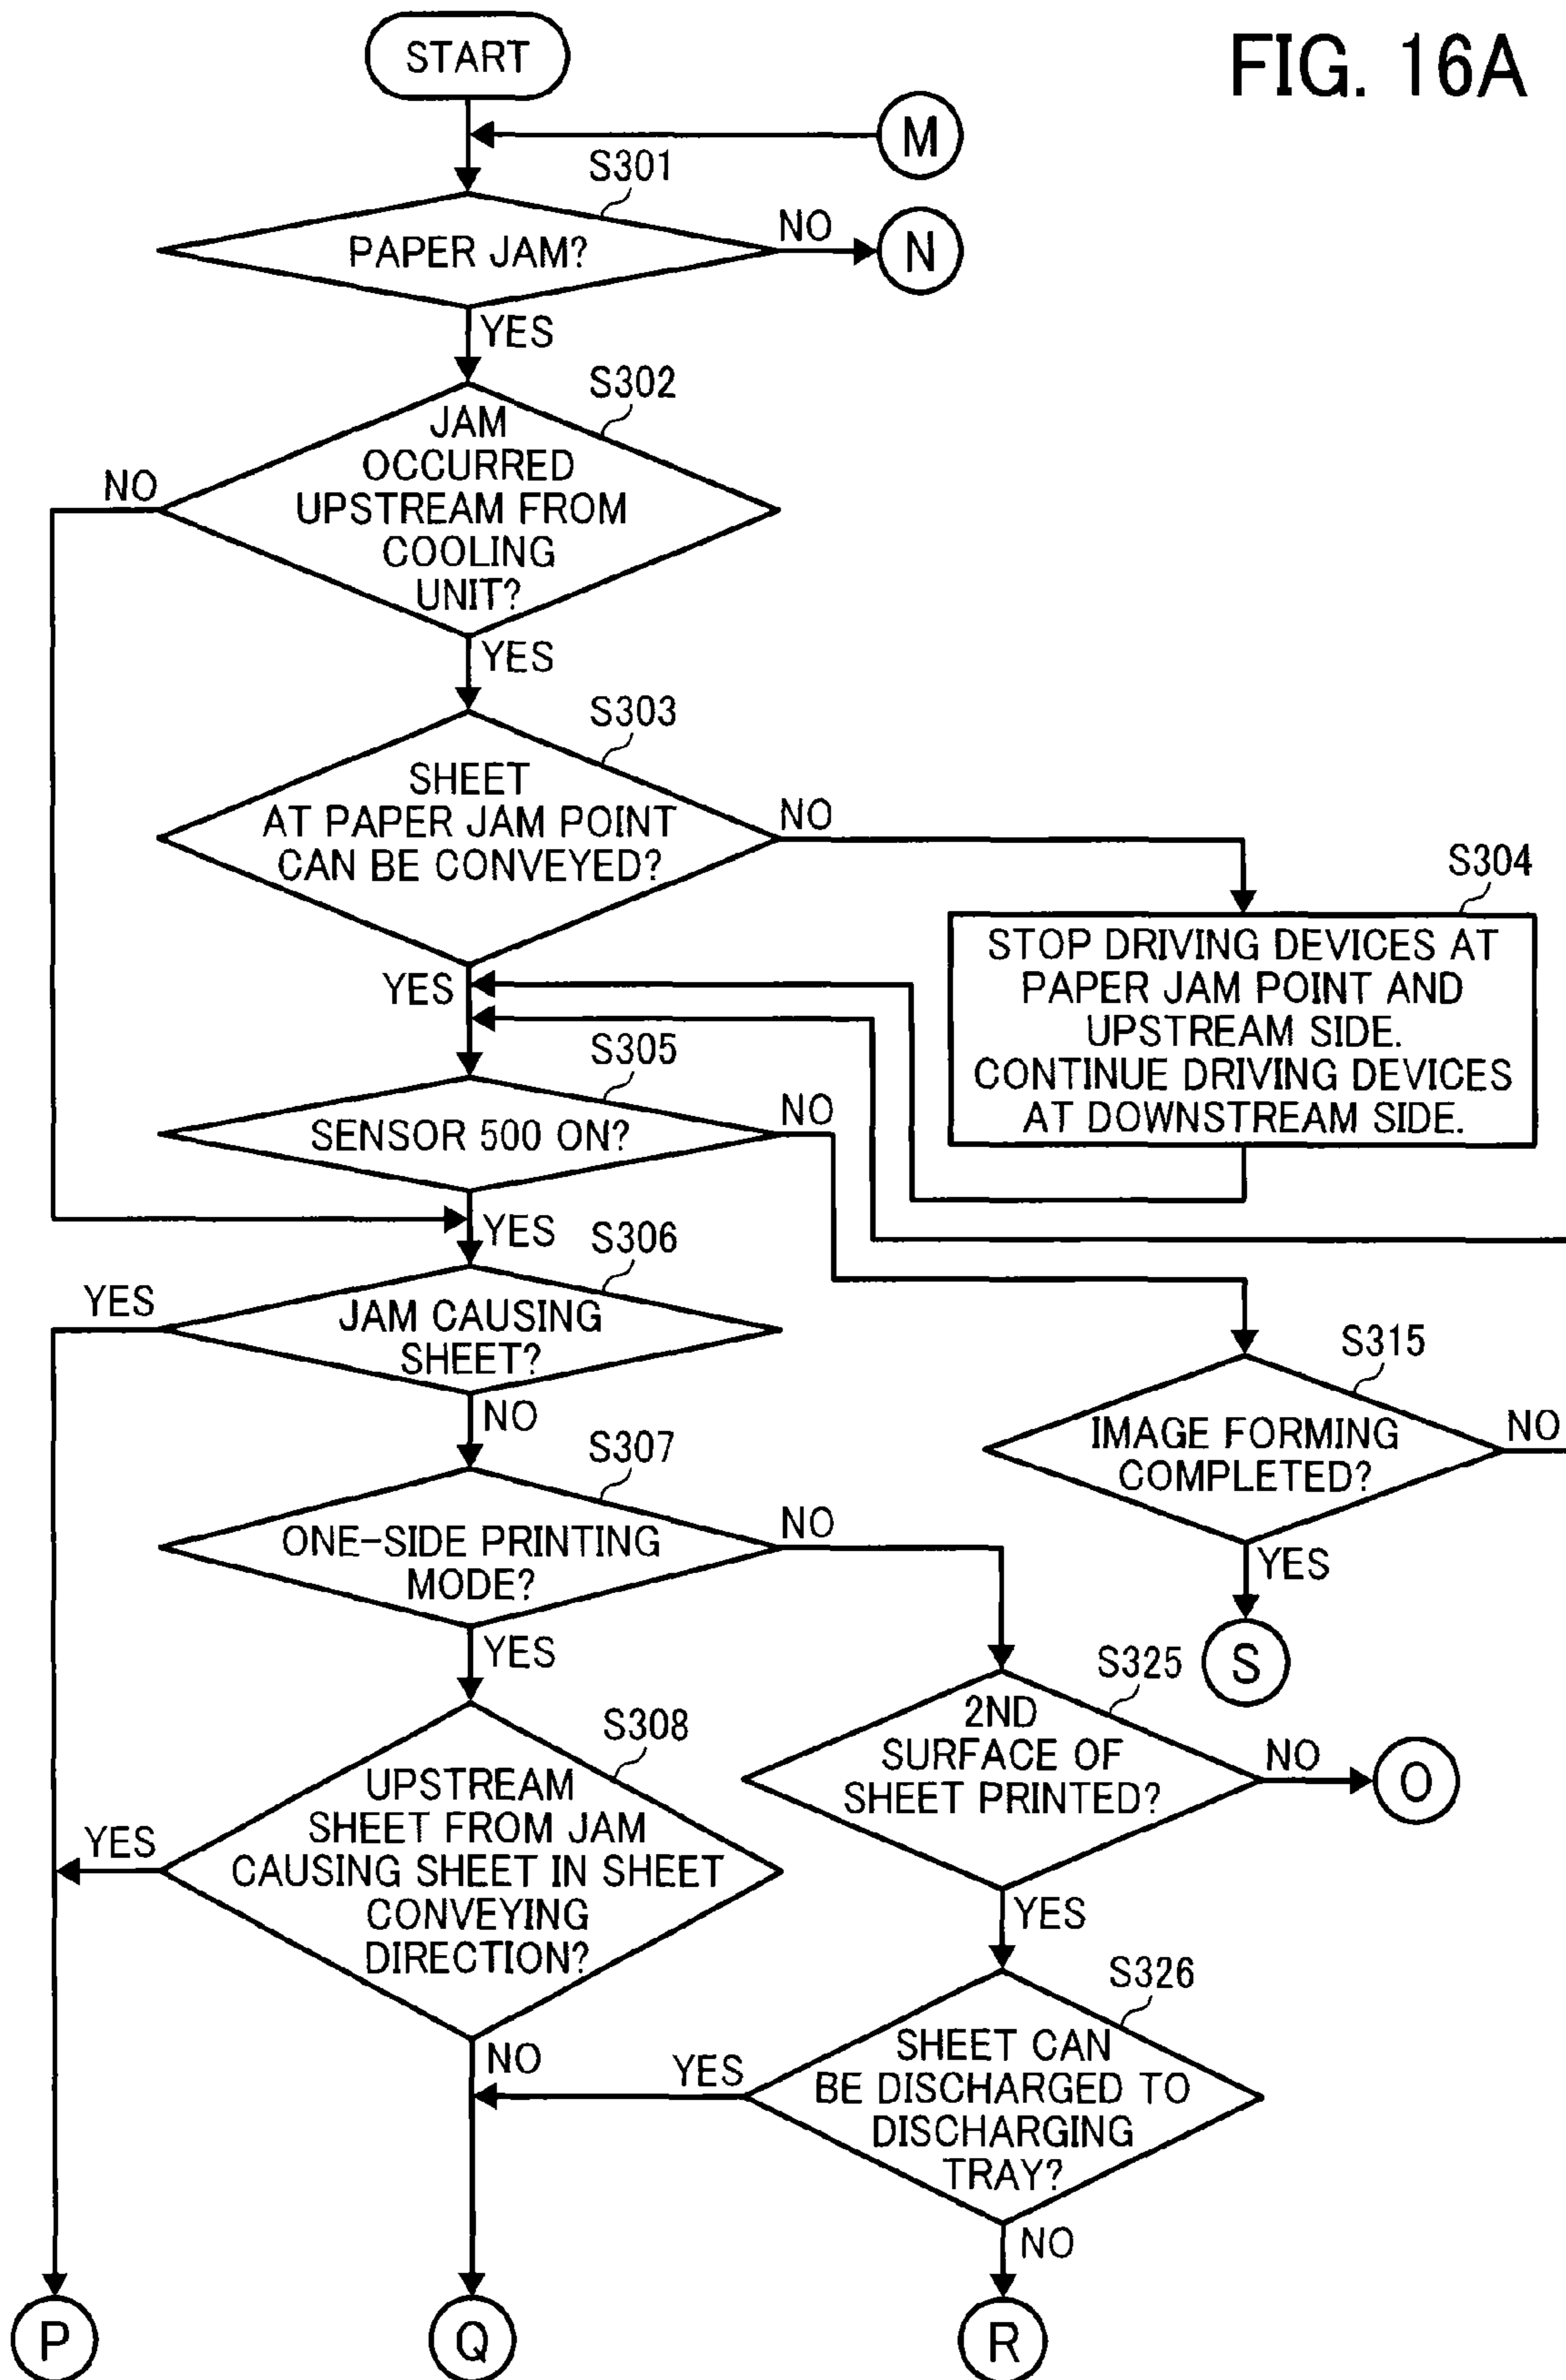 FIG. 16A
START
M
S301
PAPER JAM?
NO
N
YES
S302
JAM
OCCURRED
UPSTREAM FROM
COOLING
UNIT?
NO
YES
S303
SHEET
AT PAPER JAM POINT
CAN BE CONVEYED?
NO
YES
S304
STOP DRIVING DEVICES AT
PAPER JAM POINT AND
UPSTREAM SIDE.
CONTINUE DRIVING DEVICES
AT DOWNSTREAM SIDE.
S305
SENSOR 500 ON?
NO
YES
S306
JAM CAUSING
SHEET?
YES
NO
S315
IMAGE FORMING
COMPLETED?
NO
YES
S
S307
ONE-SIDE PRINTING
MODE?
NO
YES
S308
UPSTREAM
SHEET FROM JAM
CAUSING SHEET IN SHEET
CONVEYING
DIRECTION?
YES
NO
S325
2ND
SURFACE OF
SHEET PRINTED?
NO
O
YES
S326
SHEET CAN
BE DISCHARGED TO
DISCHARGING
TRAY?
YES
NO
P
Q
R